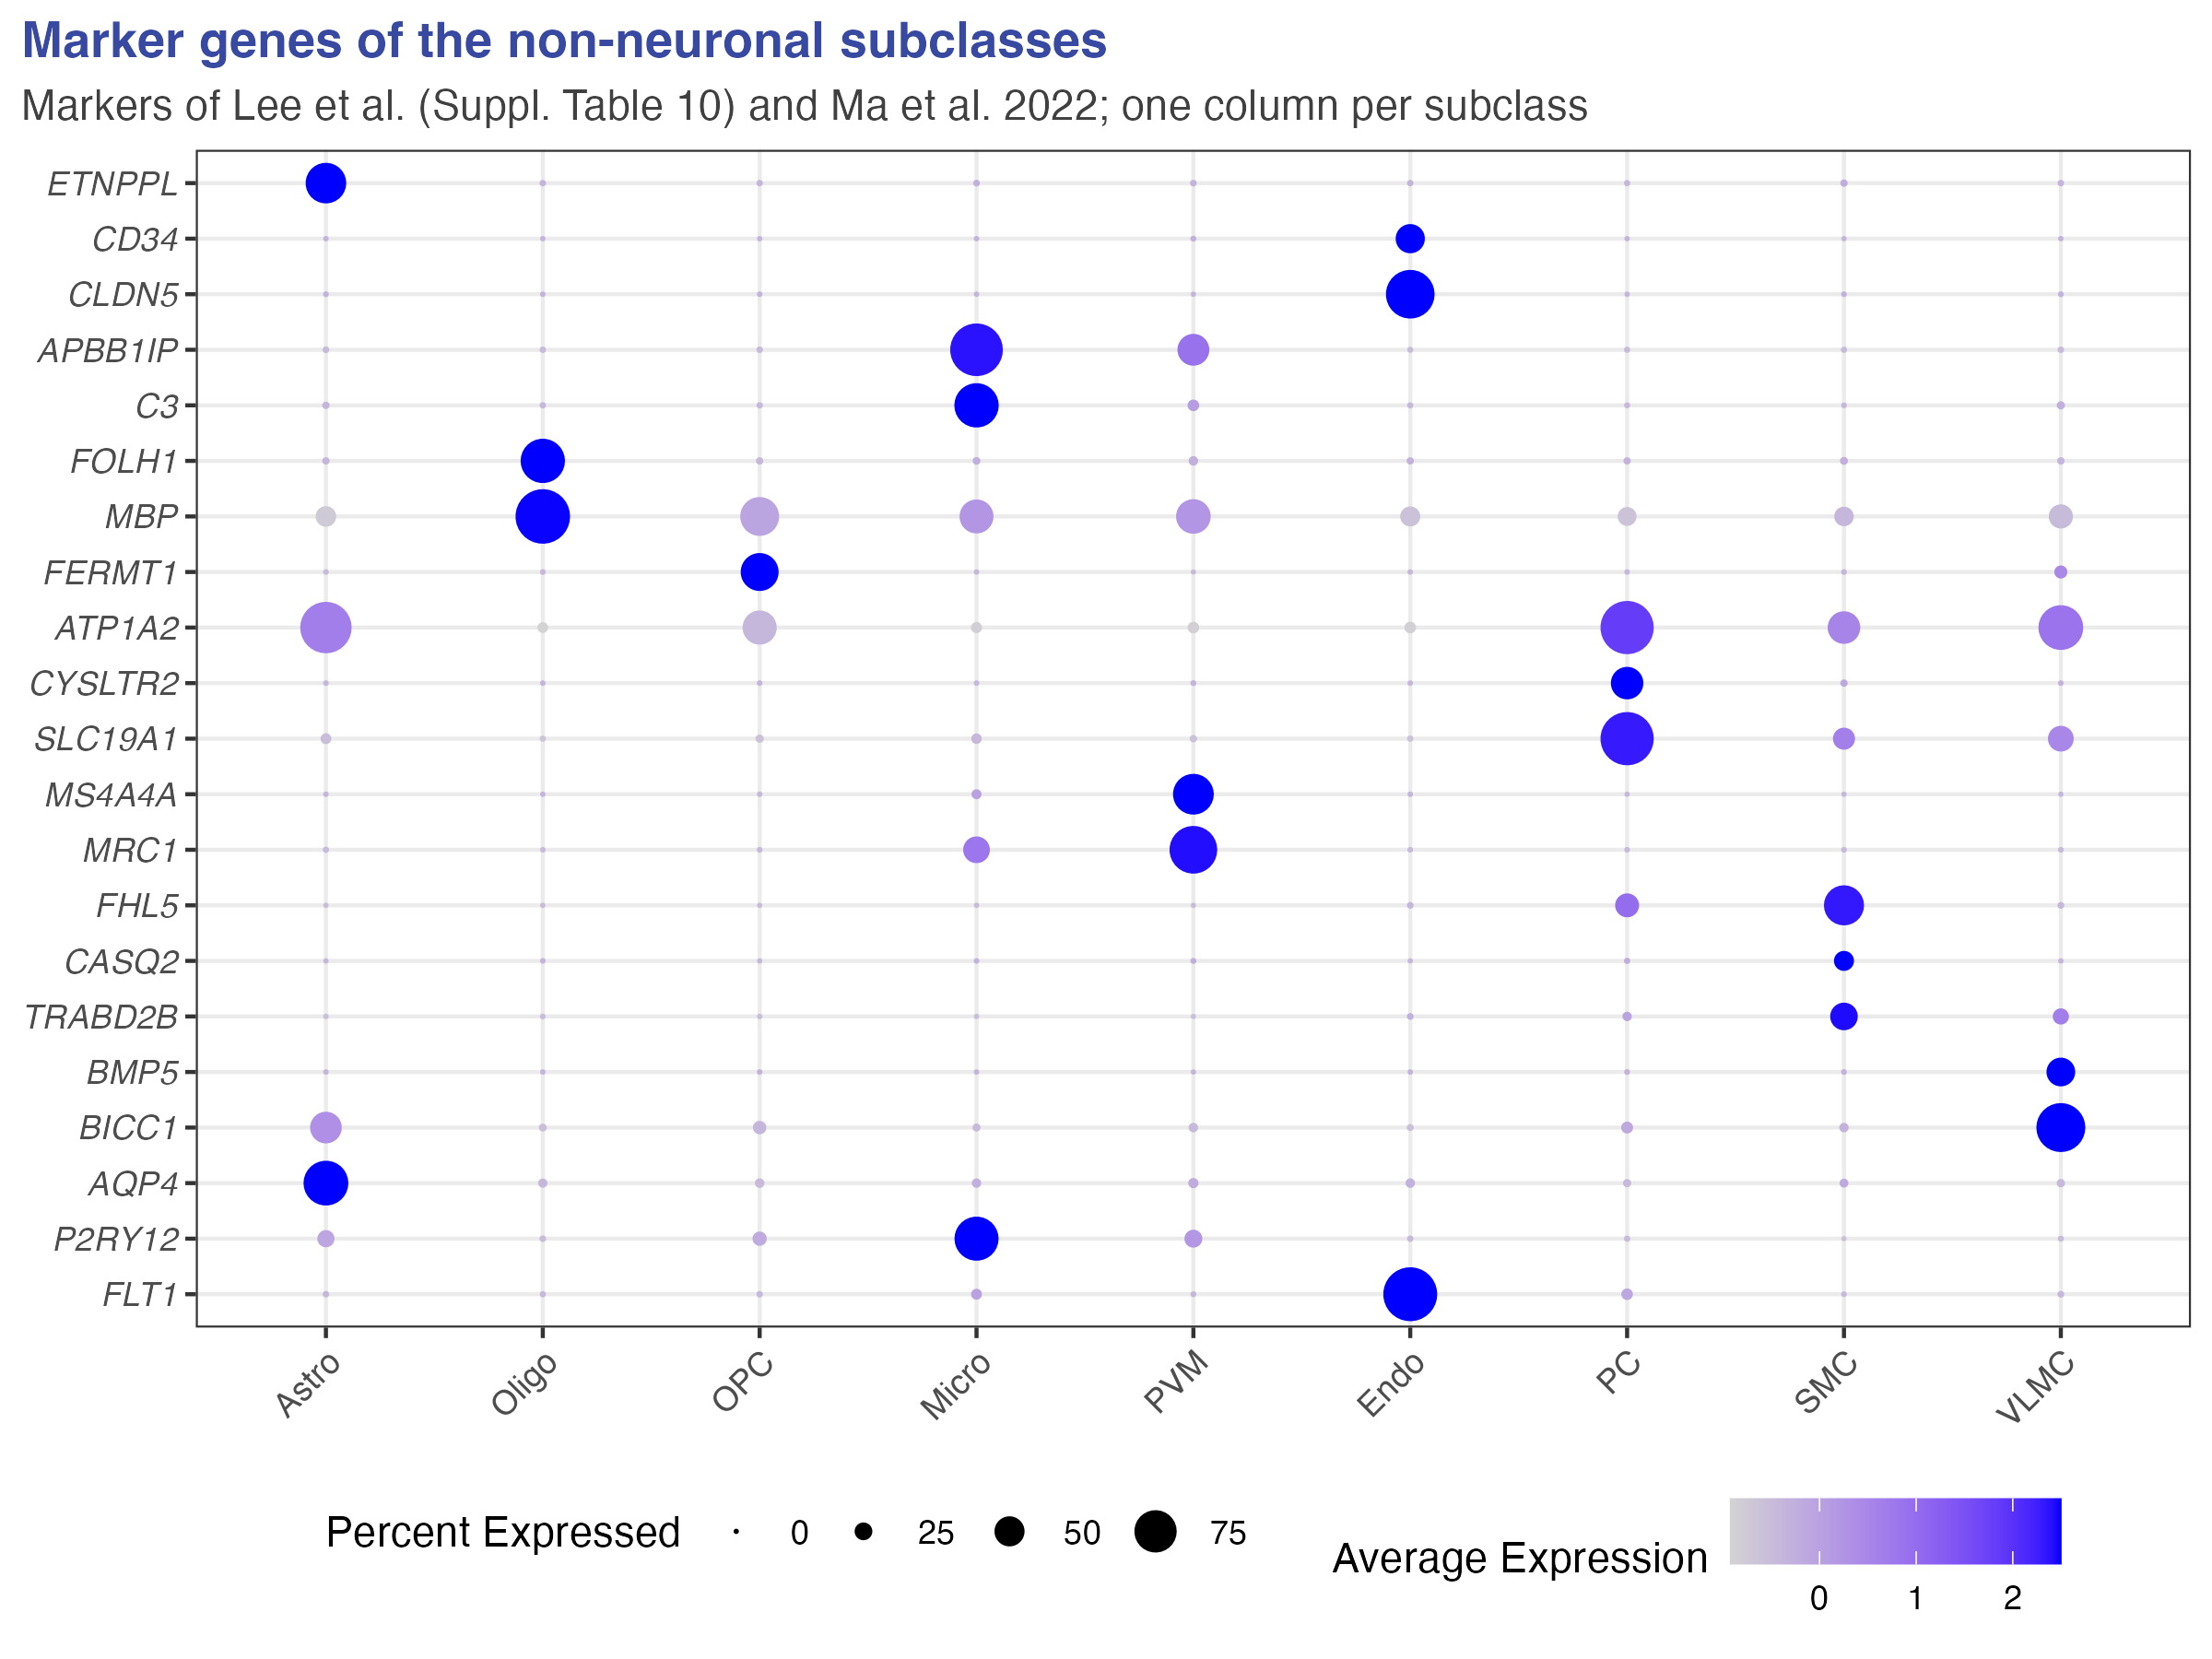 Marker genes of the non-neuronal subclasses
Markers of Lee et al. (Suppl. Table 10) and Ma et al. 2022; one column per subclass
ETNPPL
CD34
CLDN5
APBB1IP
C3
FOLH1
MBP
FERMT1
ATP1A2
CYSLTR2
SLC19A1
MS4A4A
MRC1
FHL5
CASQ2
TRABD2B
BMP5
BICC1
AQP4
P2RY12
FLT1
Astro Oligo OPC Micro PVM Endo PC SMC VLMC
Percent Expressed 0 25 50 75
Average Expression
0 1 2